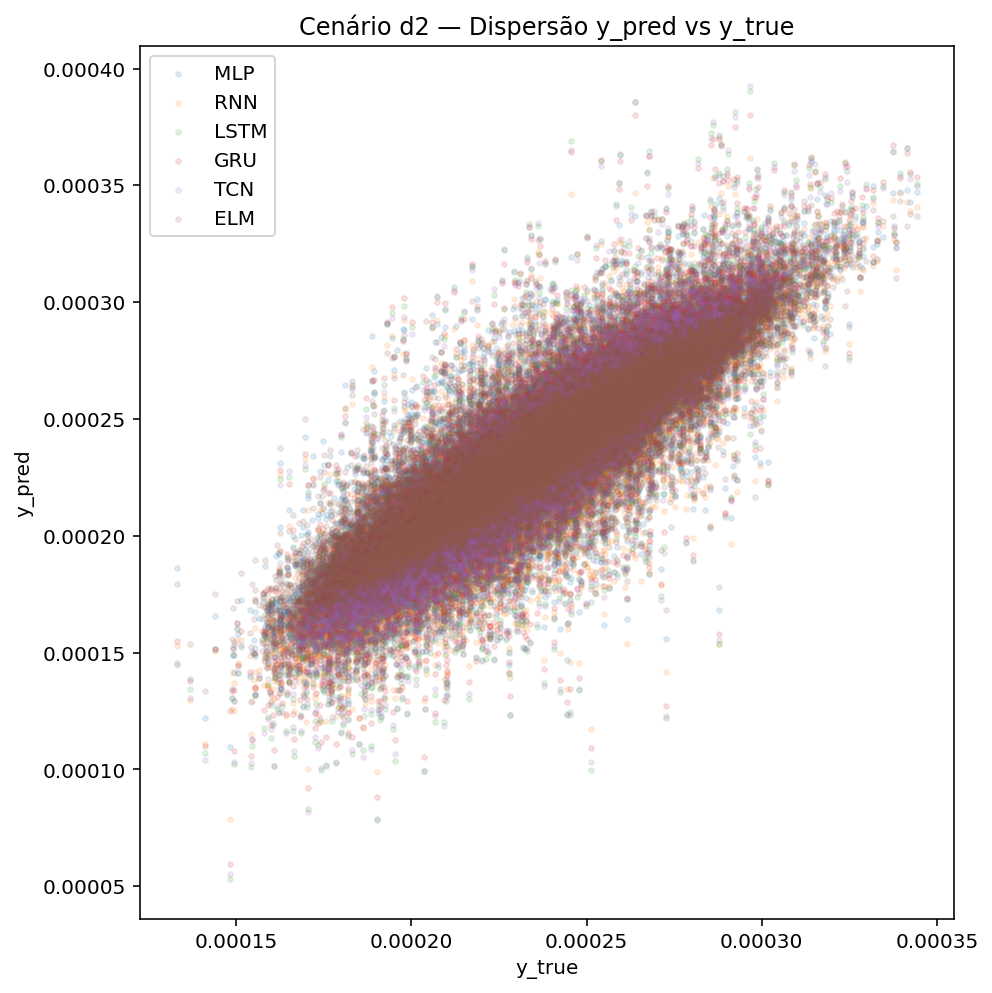 Cenário d2 — Dispersão y_pred vs y_true
0.00040
0.00035
0.00030
0.00025
0.00020
0.00015
0.00010
0.00005
y_pred
MLP
RNN
LSTM
GRU
TCN
ELM
0.00015
0.00020
0.00025
0.00030
0.00035
y_true